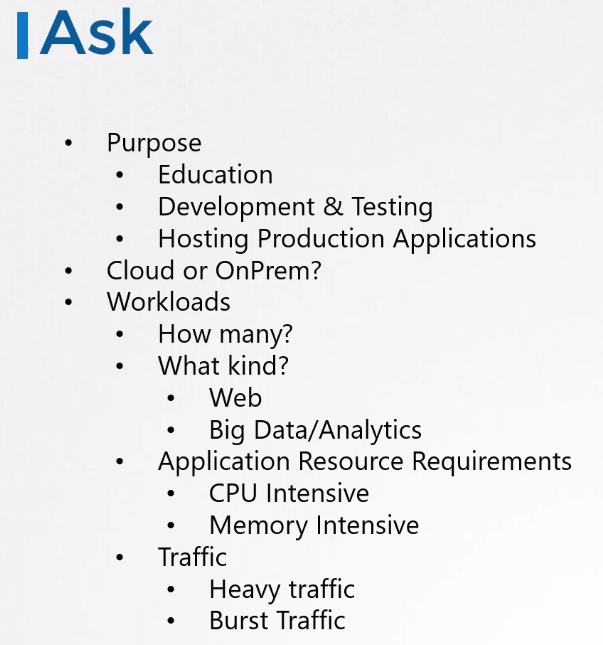 Ask
• Purpose
• Education
• Development & Testing
• Hosting Production Applications
• Cloud or OnPrem?
• Workloads
• How many?
• What kind?
• Web
• Big Data/Analytics
• Application Resource Requirements
• CPU Intensive
• Memory Intensive
• Traffic
• Heavy traffic
• Burst Traffic